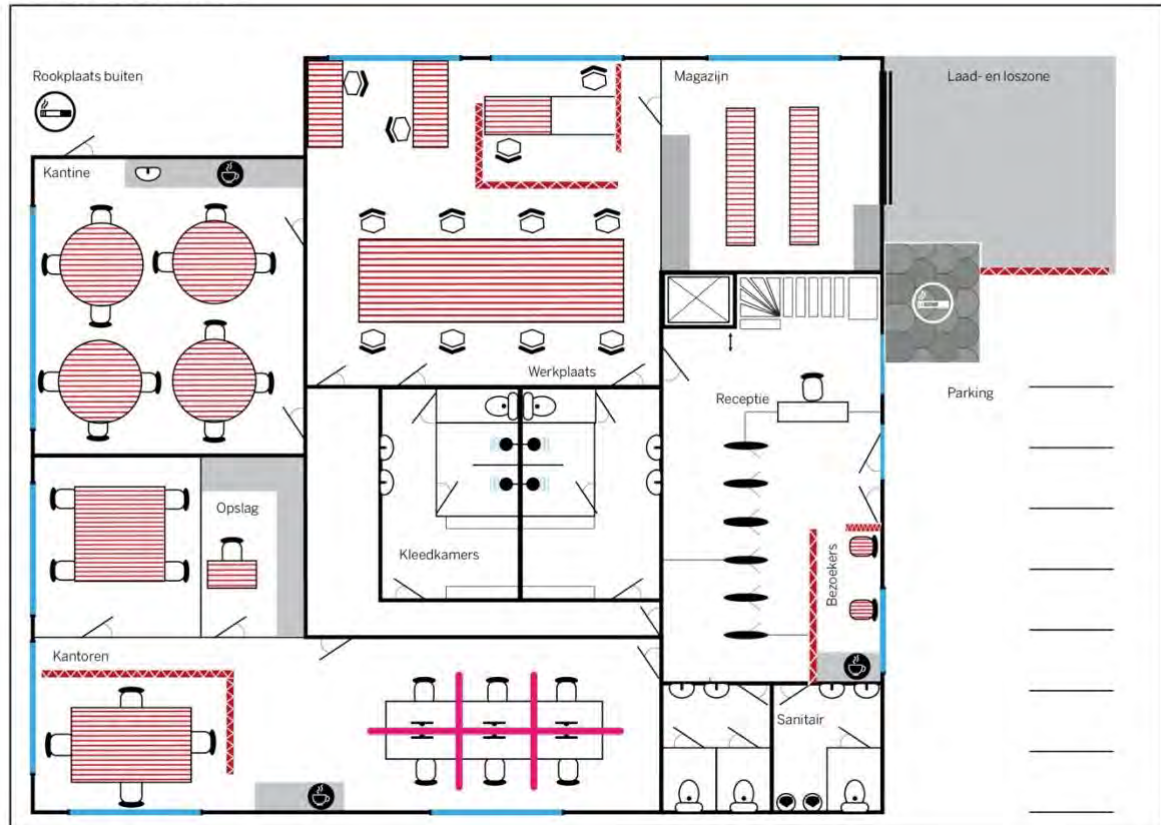 Rookplaats buiten
Magazijn
Laad- en loszone
Kantine
Werkplaats
Receptie
Parking
Opslag
Kleedkamers
Bezoekers
Kantoren
Sanitair